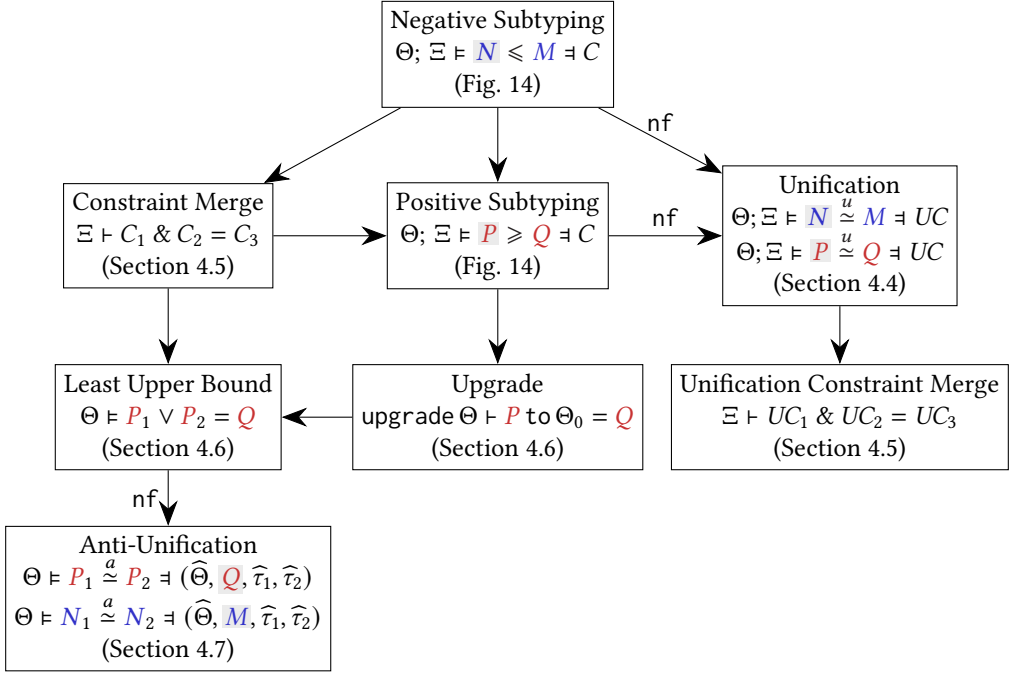 Negative Subtyping
Θ; Ξ ⊨ N ⩽ M ⫤ C
(Fig. 14)
nf
Constraint Merge
Ξ ⊢ C₁ & C₂ = C₃
(Section 4.5)
Positive Subtyping
Θ; Ξ ⊨ P ⩾ Q ⫤ C
(Fig. 14)
nf
Unification
Θ; Ξ ⊨ N ≃ᵘ M ⫤ UC
Θ; Ξ ⊨ P ≃ᵘ Q ⫤ UC
(Section 4.4)
Least Upper Bound
Θ ⊨ P₁ ∨ P₂ = Q
(Section 4.6)
Upgrade
upgrade Θ ⊢ P to Θ₀ = Q
(Section 4.6)
Unification Constraint Merge
Ξ ⊢ UC₁ & UC₂ = UC₃
(Section 4.5)
nf
Anti-Unification
Θ ⊨ P₁ ≃ᵃ P₂ ⫤ (Θ̂, Q, τ̂₁, τ̂₂)
Θ ⊨ N₁ ≃ᵃ N₂ ⫤ (Θ̂, M, τ̂₁, τ̂₂)
(Section 4.7)